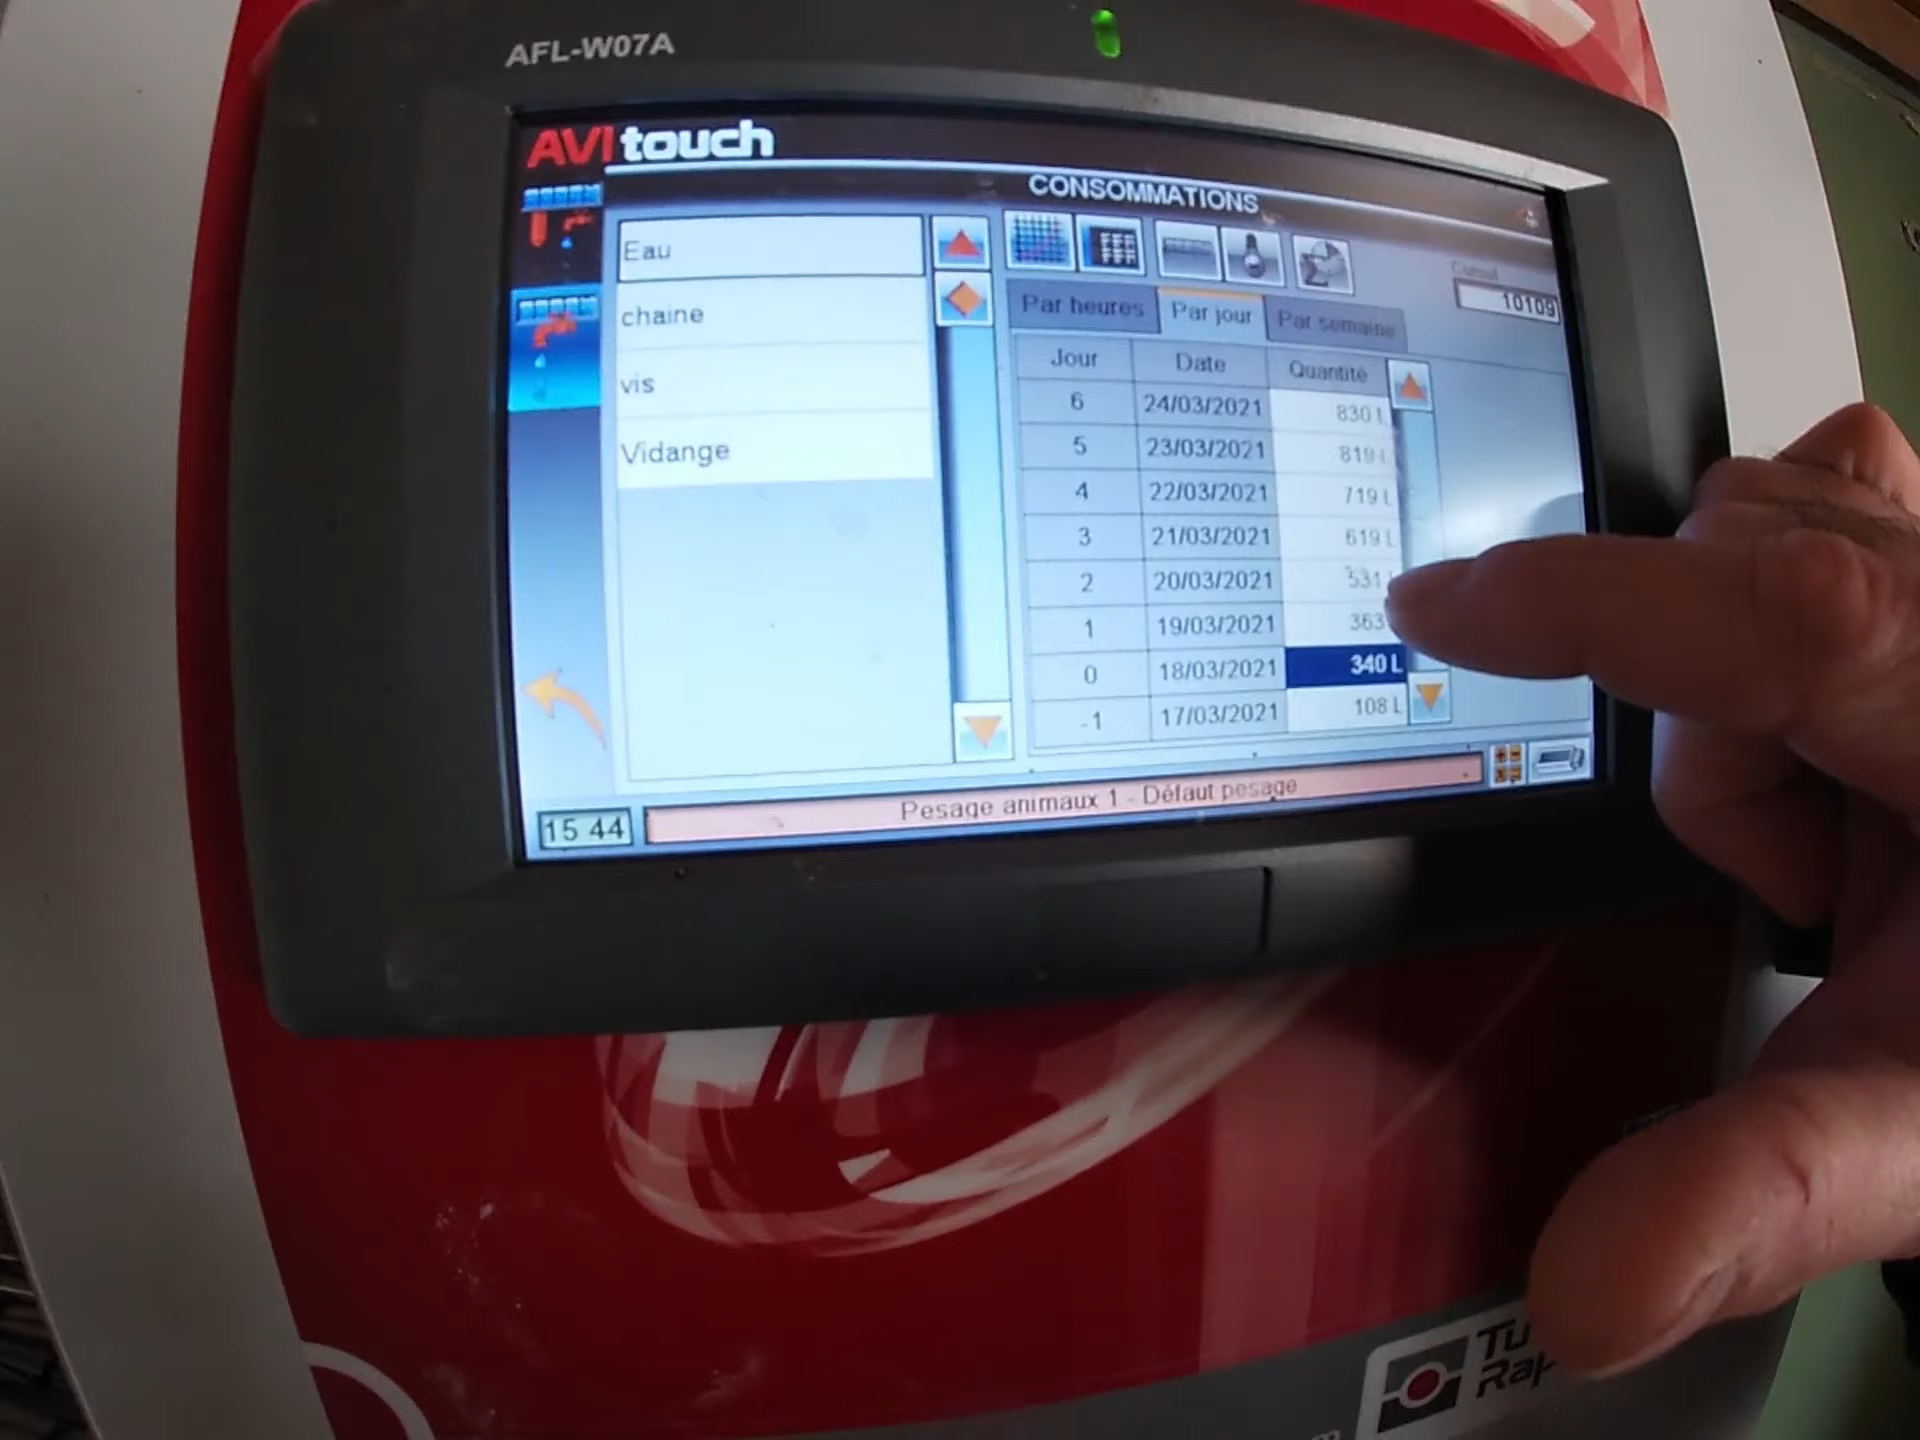 AFL-W07A
AVItouch
CONSOMMATIONS
Eau
chaine
vis
Vidange
Cumul
10109
Par heures Par jour Par semaine
Jour Date Quantité
6 24/03/2021 830 L
5 23/03/2021 819 L
4 22/03/2021 719 L
3 21/03/2021 619 L
2 20/03/2021 531
1 19/03/2021 363
0 18/03/2021 340 L
-1 17/03/2021 108 L
15 44
Pesage animaux 1 - Défaut pesage
Tu
Rap